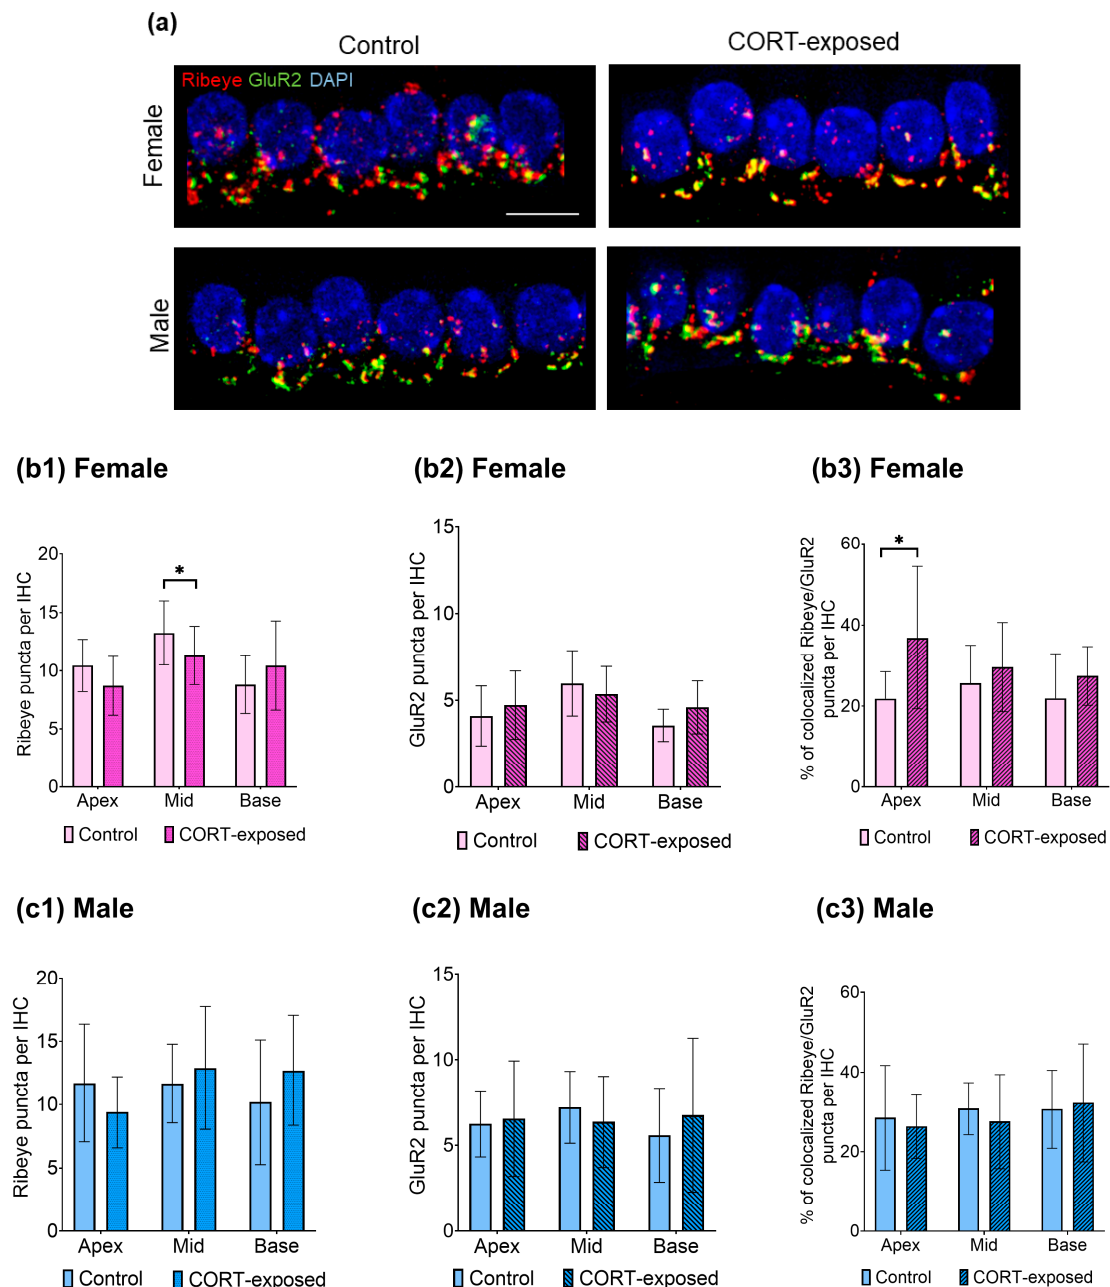 (a)
Control
CORT-exposed
Female
Ribeye GluR2 DAPI
Male
(b1) Female
(b2) Female
(b3) Female
Ribeye puncta per IHC
20
15
10
5
0
*
Apex Mid Base
Control CORT-exposed
GluR2 puncta per IHC
15
10
5
0
Apex Mid Base
Control CORT-exposed
% of colocalized Ribeye/GluR2
puncta per IHC
60
40
20
0
*
Apex Mid Base
Control CORT-exposed
(c1) Male
(c2) Male
(c3) Male
Ribeye puncta per IHC
20
15
10
5
0
Apex Mid Base
Control CORT-exposed
GluR2 puncta per IHC
15
10
5
0
Apex Mid Base
Control CORT-exposed
% of colocalized Ribeye/GluR2
puncta per IHC
60
40
20
0
Apex Mid Base
Control CORT-exposed